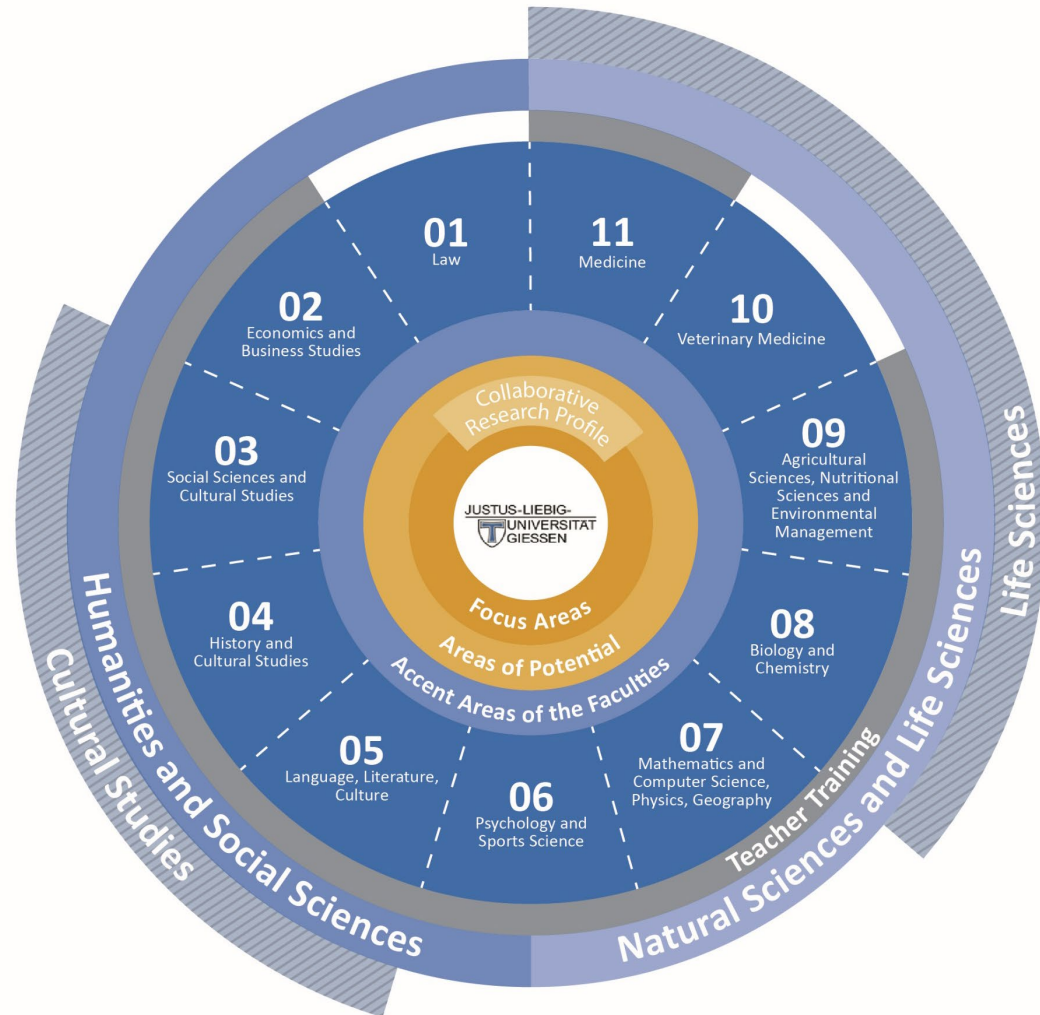 01
Law
02
Economics and
Business Studies
03
Social Sciences and
Cultural Studies
04
History and
Cultural Studies
05
Language, Literature,
Culture
06
Psychology and
Sports Science
07
Mathematics and
Computer Science,
Physics, Geography
08
Biology and
Chemistry
09
Agricultural
Sciences, Nutritional
Sciences and
Environmental
Management
10
Veterinary Medicine
11
Medicine
Collaborative
Research Profile
JUSTUS-LIEBIG-
UNIVERSITAT
GIESSEN
Focus Areas
Areas of Potential
Accent Areas of the Faculties
Teacher Training
Humanities and Social Sciences
Cultural Studies
Natural Sciences and Life Sciences
Life Sciences